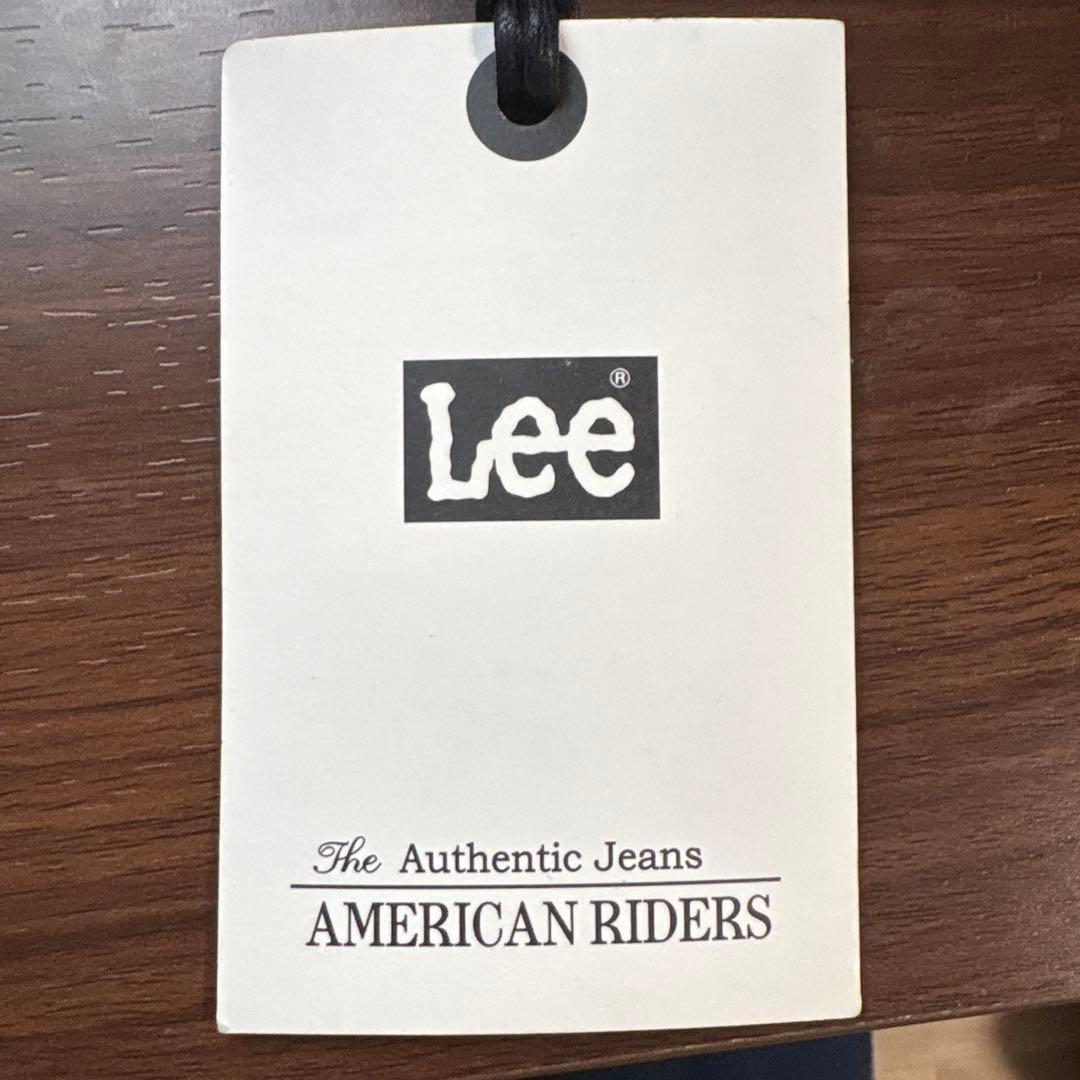 Lee®
The Authentic Jeans
AMERICAN RIDERS